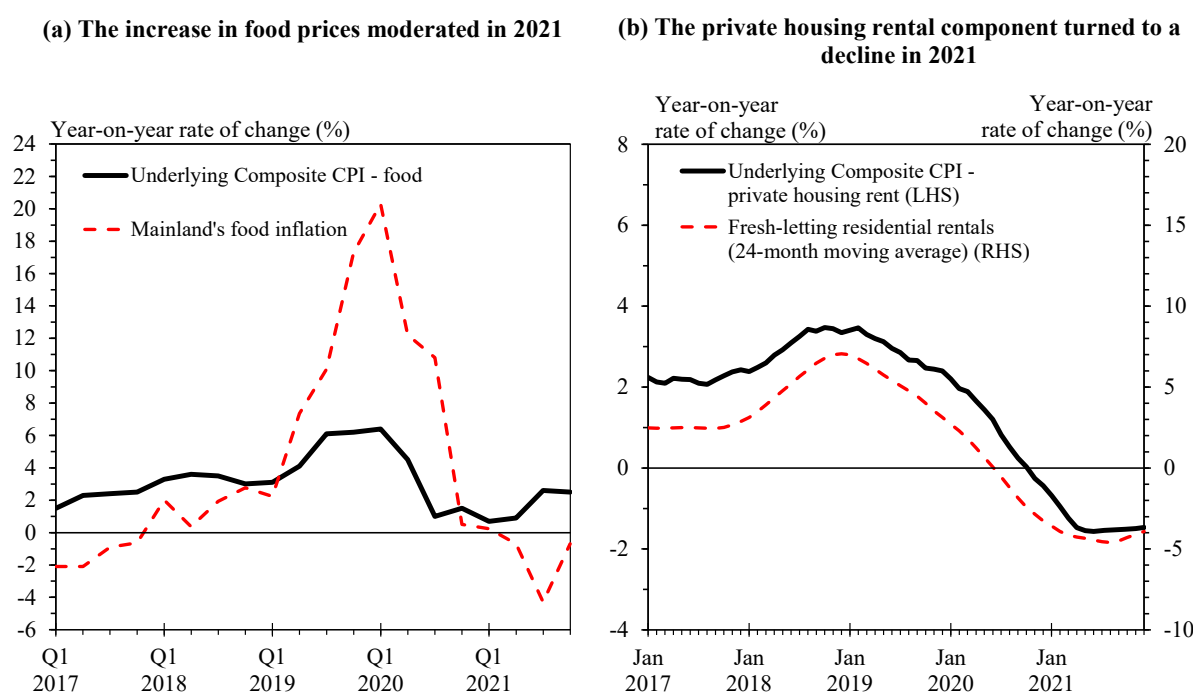 (a) The increase in food prices moderated in 2021
Year-on-year rate of change (%)
24
22
20
18
16
14
12
10
8
6
4
2
0
-2
-4
-6
Underlying Composite CPI - food
Mainland's food inflation
Q1
2017
Q1
2018
Q1
2019
Q1
2020
Q1
2021
(b) The private housing rental component turned to a
decline in 2021
Year-on-year
rate of change (%)
Year-on-year
rate of change (%)
8
6
4
2
0
-2
-4
Underlying Composite CPI -
private housing rent (LHS)
Fresh-letting residential rentals
(24-month moving average) (RHS)
20
15
10
5
0
-5
-10
Jan
2017
Jan
2018
Jan
2019
Jan
2020
Jan
2021